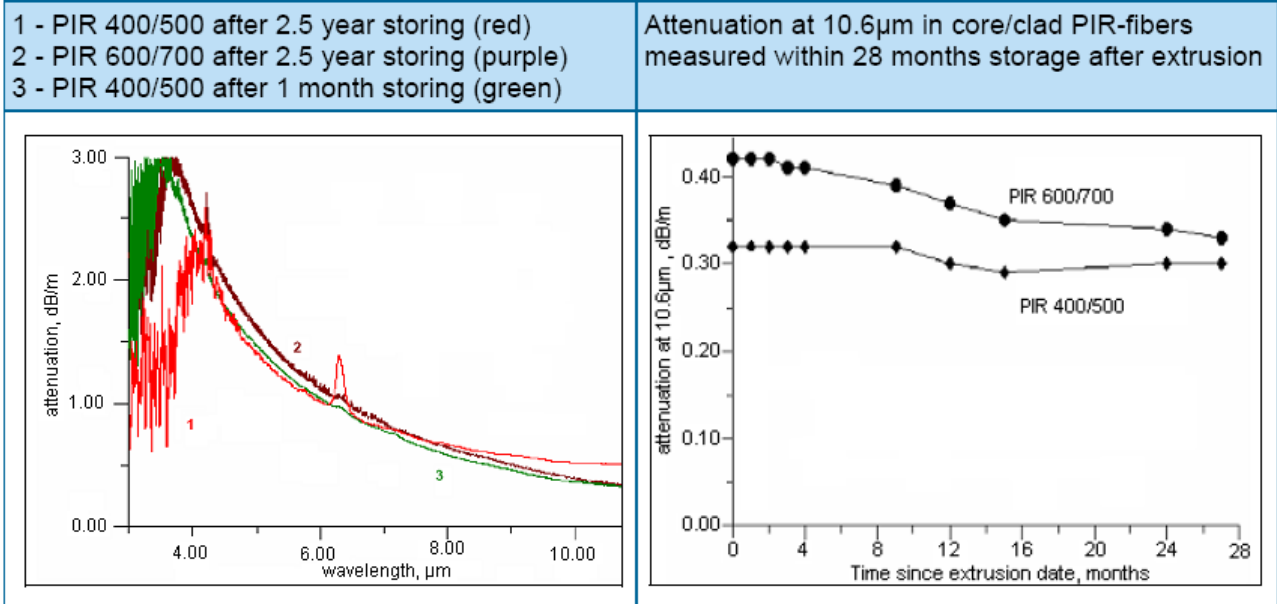 1 - PIR 400/500 after 2.5 year storing (red)
2 - PIR 600/700 after 2.5 year storing (purple)
3 - PIR 400/500 after 1 month storing (green)
Attenuation at 10.6µm in core/clad PIR-fibers
measured within 28 months storage after extrusion
3.00
2.00
1.00
0.00
attenuation, dB/m
1
2
3
4.00 6.00 8.00 10.00
wavelength, µm
0.40
0.30
0.20
0.10
0.00
attenuation at 10.6µm , dB/m
PIR 600/700
PIR 400/500
0 4 8 12 16 20 24 28
Time since extrusion date, months